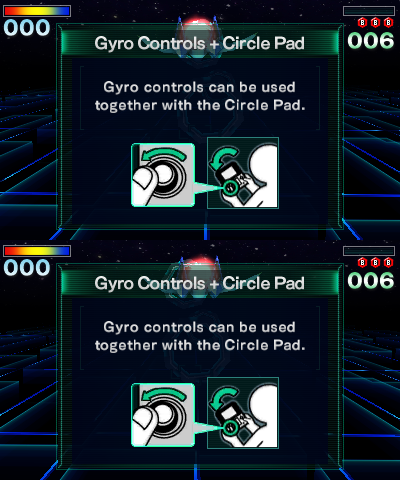 000
006
Gyro Controls + Circle Pad
Gyro controls can be used
together with the Circle Pad.
000
006
Gyro Controls + Circle Pad
Gyro controls can be used
together with the Circle Pad.